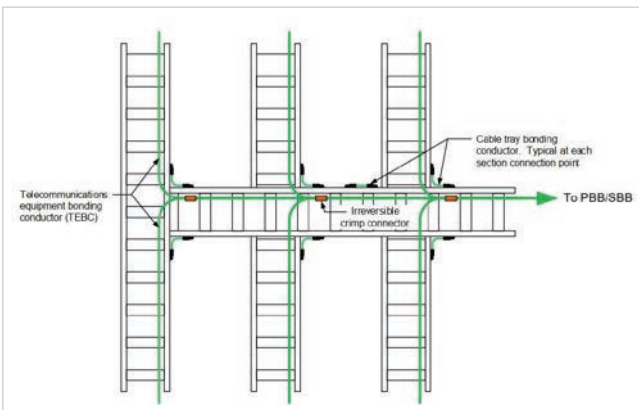 Cable tray bonding
conductor. Typical at each
section connection point
Telecommunications
equipment bonding
conductor (TEBC)
To PBB/SBB
Irreversible
crimp connector